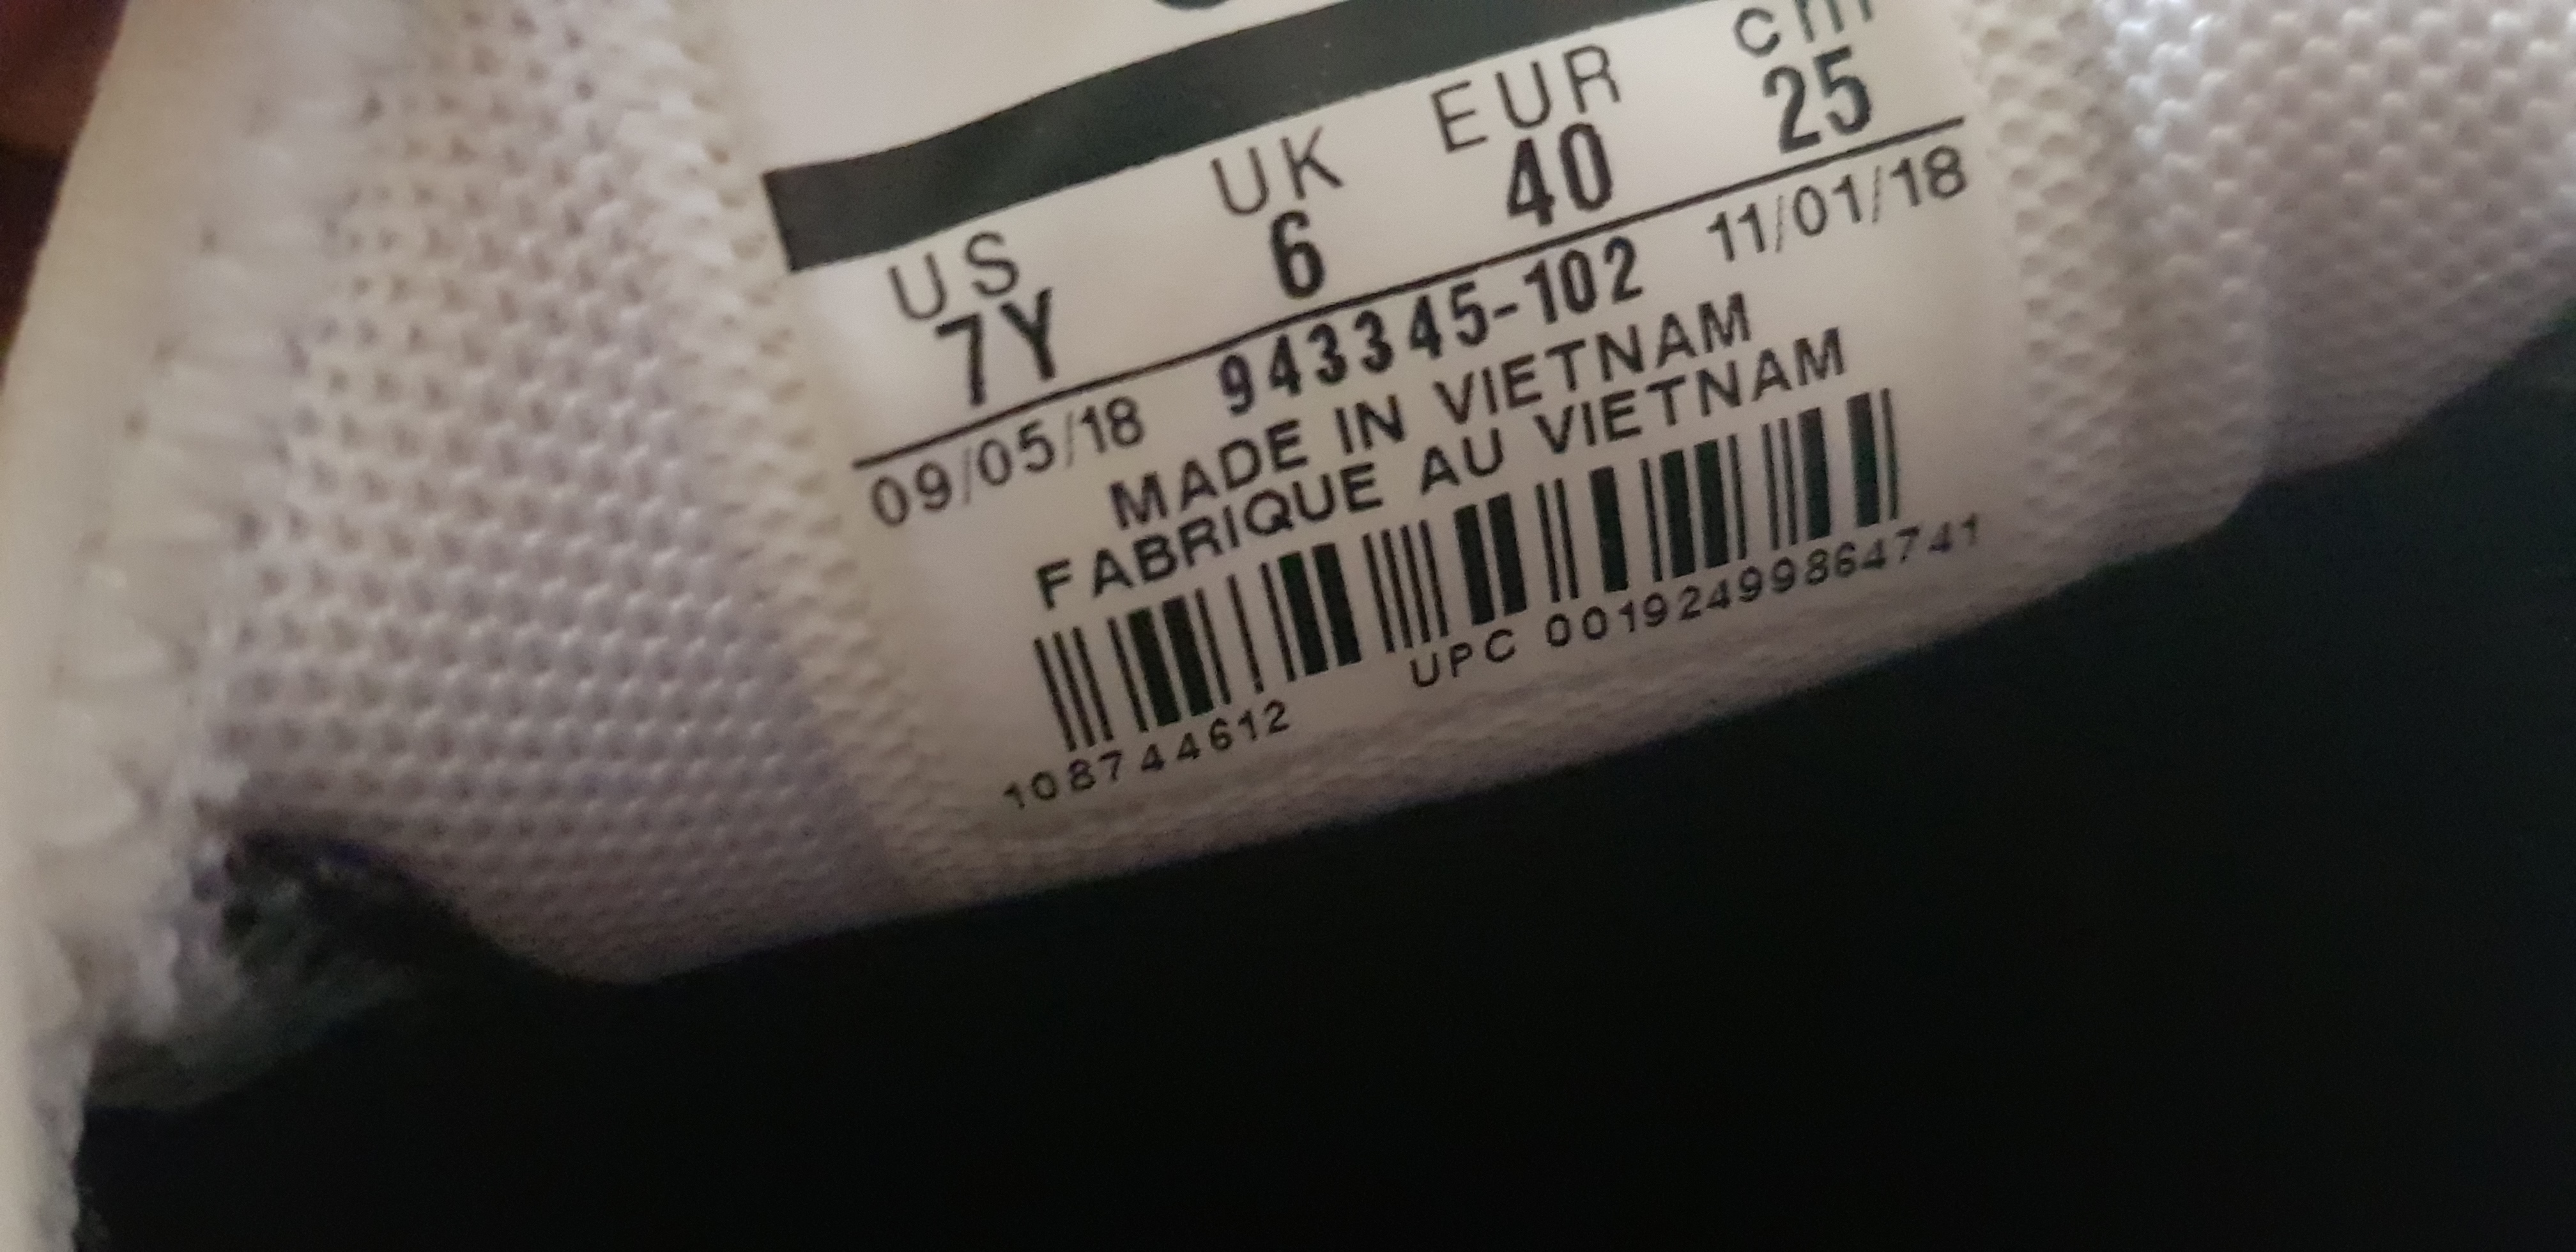 US UK EUR cm
7Y 6 40 25
09/05/18 943345-102 11/01/18
MADE IN VIETNAM
FABRIQUE AU VIETNAM
108744612 UPC 00192499864741